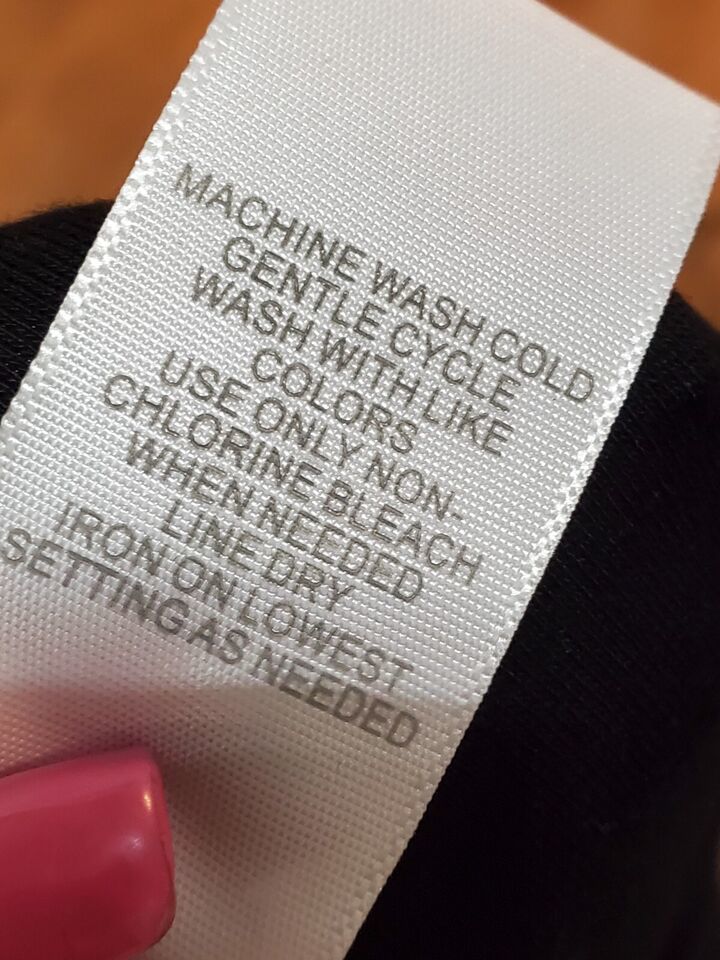 MACHINE WASH COLD
GENTLE CYCLE
WASH WITH LIKE
COLORS
USE ONLY NON-
CHLORINE BLEACH
WHEN NEEDED
LINE DRY
IRON ON LOWEST
SETTING AS NEEDED